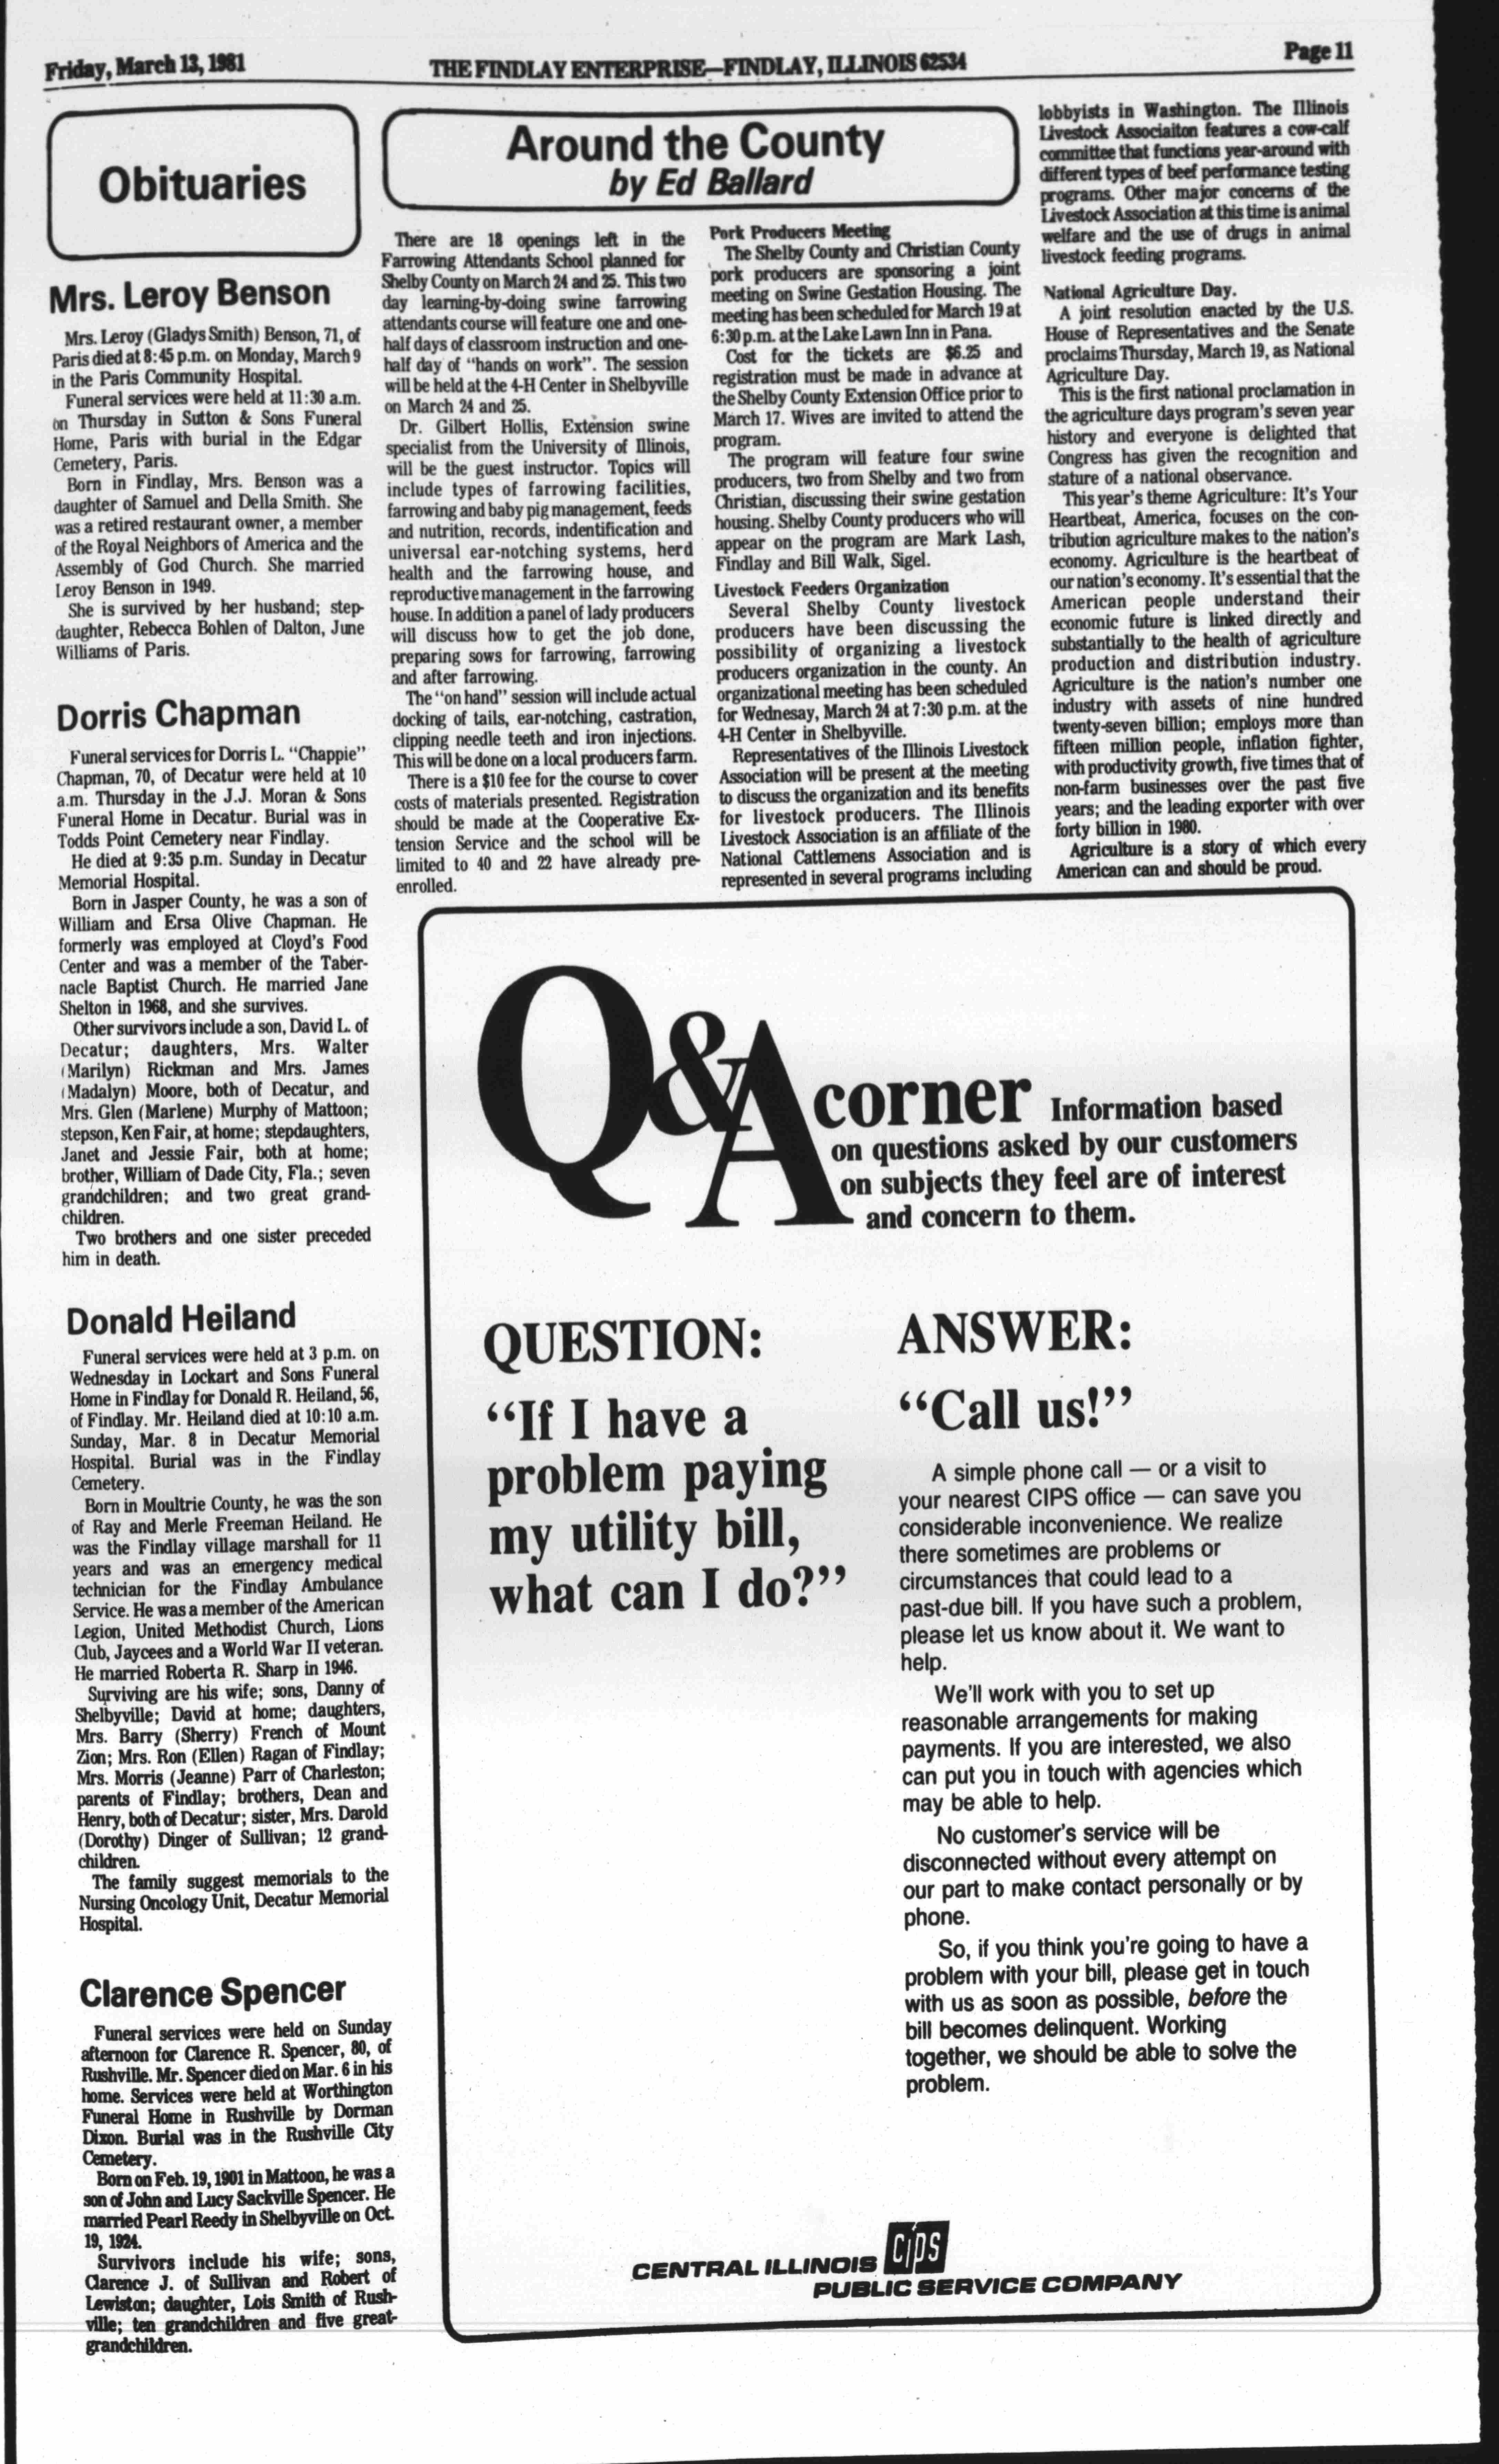 Friday, March 13, 1981
THE FINDLAY ENTERPRISE—FINDLAY, ILLINOIS 62534
Page 11
Obituaries
Mrs. Leroy Benson
Mrs. Leroy (Gladys Smith) Benson, 71, of
Paris died at 8:45 p.m. on Monday, March 9
in the Paris Community Hospital.
Funeral services were held at 11:30 a.m.
on Thursday in Sutton & Sons Funeral
Home, Paris with burial in the Edgar
Cemetery, Paris.
Born in Findlay, Mrs. Benson was a
daughter of Samuel and Della Smith. She
was a retired restaurant owner, a member
of the Royal Neighbors of America and the
Assembly of God Church. She married
Leroy Benson in 1949.
She is survived by her husband; step-
daughter, Rebecca Bohlen of Dalton, June
Williams of Paris.
Dorris Chapman
Funeral services for Dorris L. "Chappie"
Chapman, 70, of Decatur were held at 10
a.m. Thursday in the J.J. Moran & Sons
Funeral Home in Decatur. Burial was in
Todds Point Cemetery near Findlay.
He died at 9:35 p.m. Sunday in Decatur
Memorial Hospital.
Born in Jasper County, he was a son of
William and Ersa Olive Chapman. He
formerly was employed at Cloyd's Food
Center and was a member of the Taber-
nacle Baptist Church. He married Jane
Shelton in 1968, and she survives.
Other survivors include a son, David L. of
Decatur; daughters, Mrs. Walter
(Marilyn) Rickman and Mrs. James
(Madalyn) Moore, both of Decatur, and
Mrs. Glen (Marlene) Murphy of Mattoon;
stepson, Ken Fair, at home; stepdaughters,
Janet and Jessie Fair, both at home;
brother, William of Dade City, Fla.; seven
grandchildren; and two great grand-
children.
Two brothers and one sister preceded
him in death.
Donald Heiland
Funeral services were held at 3 p.m. on
Wednesday in Lockart and Sons Funeral
Home in Findlay for Donald R. Heiland, 56,
of Findlay. Mr. Heiland died at 10:10 a.m.
Sunday, Mar. 8 in Decatur Memorial
Hospital. Burial was in the Findlay
Cemetery.
Born in Moultrie County, he was the son
of Ray and Merle Freeman Heiland. He
was the Findlay village marshall for 11
years and was an emergency medical
technician for the Findlay Ambulance
Service. He was a member of the American
Legion, United Methodist Church, Lions
Club, Jaycees and a World War II veteran.
He married Roberta R. Sharp in 1946.
Surviving are his wife; sons, Danny of
Shelbyville; David at home; daughters,
Mrs. Barry (Sherry) French of Mount
Zion; Mrs. Ron (Ellen) Ragan of Findlay;
Mrs. Morris (Jeanne) Parr of Charleston;
parents of Findlay; brothers, Dean and
Henry, both of Decatur; sister, Mrs. Darold
(Dorothy) Dinger of Sullivan; 12 grand-
children.
The family suggest memorials to the
Nursing Oncology Unit, Decatur Memorial
Hospital.
Clarence Spencer
Funeral services were held on Sunday
afternoon for Clarence R. Spencer, 80, of
Rushville. Mr. Spencer died on Mar. 6 in his
home. Services were held at Worthington
Funeral Home in Rushville by Dorman
Dixon. Burial was in the Rushville City
Cemetery.
Born on Feb. 19, 1901 in Mattoon, he was a
son of John and Lucy Sackville Spencer. He
married Pearl Reedy in Shelbyville on Oct.
19, 1924.
Survivors include his wife; sons,
Clarence J. of Sullivan and Robert of
Lewiston; daughter, Lois Smith of Rush-
ville; ten grandchildren and five great-
grandchildren.
Around the County
by Ed Ballard
There are 18 openings left in the
Farrowing Attendants School planned for
Shelby County on March 24 and 25. This two
day learning-by-doing swine farrowing
attendants course will feature one and one-
half days of classroom instruction and one-
half day of "hands on work". The session
will be held at the 4-H Center in Shelbyville
on March 24 and 25.
Dr. Gilbert Hollis, Extension swine
specialist from the University of Illinois,
will be the guest instructor. Topics will
include types of farrowing facilities,
farrowing and baby pig management, feeds
and nutrition, records, indentification and
universal ear-notching systems, herd
health and the farrowing house, and
reproductive management in the farrowing
house. In addition a panel of lady producers
will discuss how to get the job done,
preparing sows for farrowing, farrowing
and after farrowing.
The "on hand" session will include actual
docking of tails, ear-notching, castration,
clipping needle teeth and iron injections.
This will be done on a local producers farm.
There is a $10 fee for the course to cover
costs of materials presented. Registration
should be made at the Cooperative Ex-
tension Service and the school will be
limited to 40 and 22 have already pre-
enrolled.
Pork Producers Meeting
The Shelby County and Christian County
pork producers are sponsoring a joint
meeting on Swine Gestation Housing. The
meeting has been scheduled for March 19 at
6:30 p.m. at the Lake Lawn Inn in Pana.
Cost for the tickets are $6.25 and
registration must be made in advance at
the Shelby County Extension Office prior to
March 17. Wives are invited to attend the
program.
The program will feature four swine
producers, two from Shelby and two from
Christian, discussing their swine gestation
housing. Shelby County producers who will
appear on the program are Mark Lash,
Findlay and Bill Walk, Sigel.
Livestock Feeders Organization
Several Shelby County livestock
producers have been discussing the
possibility of organizing a livestock
producers organization in the county. An
organizational meeting has been scheduled
for Wednesay, March 24 at 7:30 p.m. at the
4-H Center in Shelbyville.
Representatives of the Illinois Livestock
Association will be present at the meeting
to discuss the organization and its benefits
for livestock producers. The Illinois
Livestock Association is an affiliate of the
National Cattlemens Association and is
represented in several programs including
lobbyists in Washington. The Illinois
Livestock Associaiton features a cow-calf
committee that functions year-around with
different types of beef performance testing
programs. Other major concerns of the
Livestock Association at this time is animal
welfare and the use of drugs in animal
livestock feeding programs.
National Agriculture Day.
A joint resolution enacted by the U.S.
House of Representatives and the Senate
proclaims Thursday, March 19, as National
Agriculture Day.
This is the first national proclamation in
the agriculture days program's seven year
history and everyone is delighted that
Congress has given the recognition and
stature of a national observance.
This year's theme Agriculture: It's Your
Heartbeat, America, focuses on the con-
tribution agriculture makes to the nation's
economy. Agriculture is the heartbeat of
our nation's economy. It's essential that the
American people understand their
economic future is linked directly and
substantially to the health of agriculture
production and distribution industry.
Agriculture is the nation's number one
industry with assets of nine hundred
twenty-seven billion; employs more than
fifteen million people, inflation fighter,
with productivity growth, five times that of
non-farm businesses over the past five
years; and the leading exporter with over
forty billion in 1980.
Agriculture is a story of which every
American can and should be proud.
Q&A corner Information based
on questions asked by our customers
on subjects they feel are of interest
and concern to them.
QUESTION:
"If I have a
problem paying
my utility bill,
what can I do?"
ANSWER:
"Call us!"
A simple phone call — or a visit to
your nearest CIPS office — can save you
considerable inconvenience. We realize
there sometimes are problems or
circumstances that could lead to a
past-due bill. If you have such a problem,
please let us know about it. We want to
help.
We'll work with you to set up
reasonable arrangements for making
payments. If you are interested, we also
can put you in touch with agencies which
may be able to help.
No customer's service will be
disconnected without every attempt on
our part to make contact personally or by
phone.
So, if you think you're going to have a
problem with your bill, please get in touch
with us as soon as possible, before the
bill becomes delinquent. Working
together, we should be able to solve the
problem.
CENTRAL ILLINOIS CIPS
PUBLIC SERVICE COMPANY